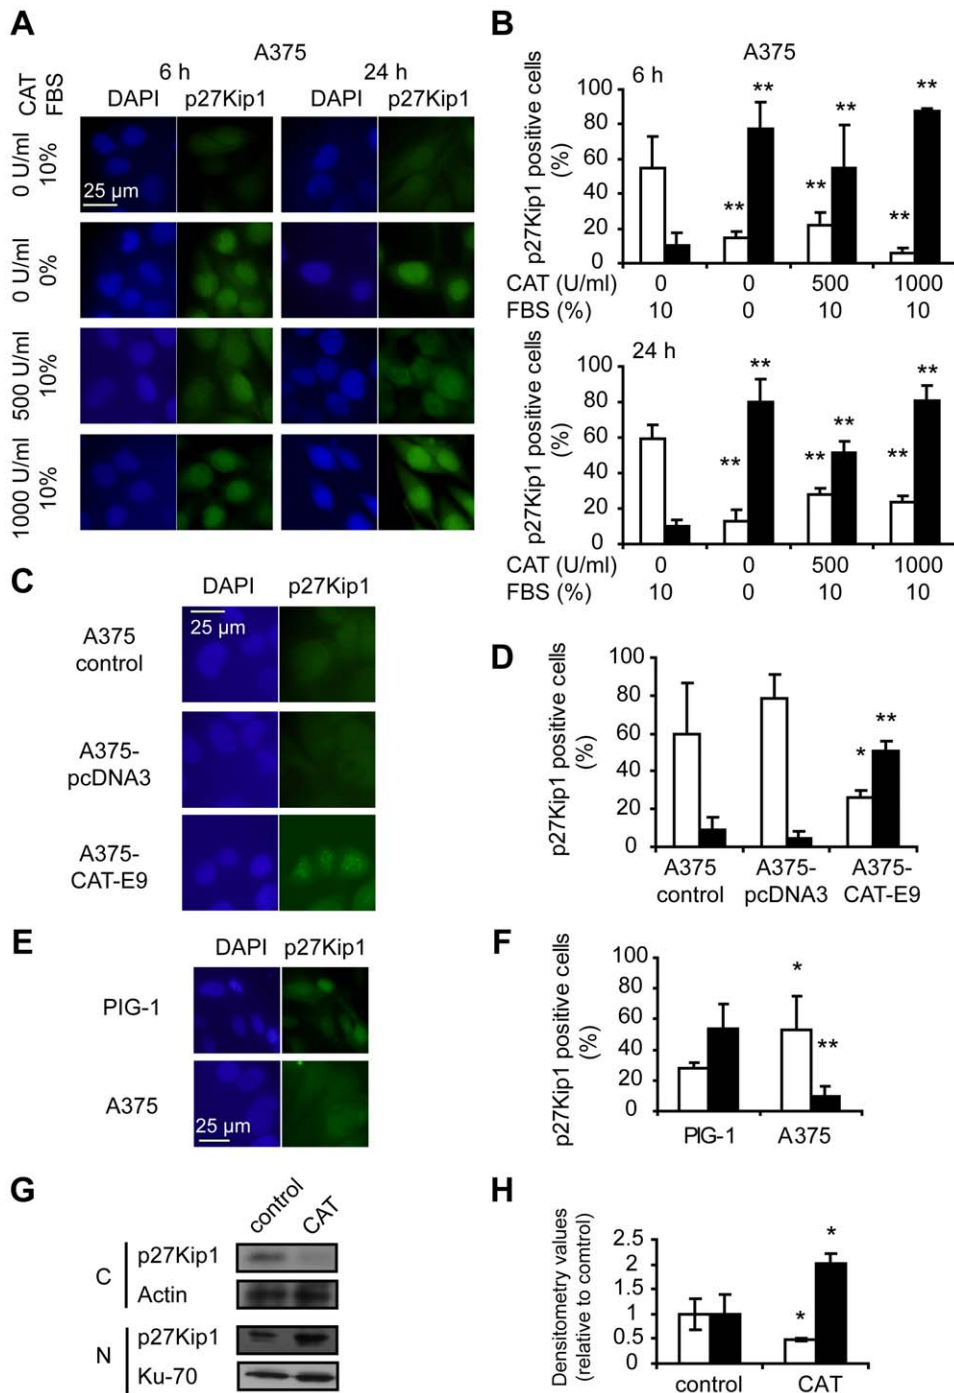 A
A375
6 h 24 h
CAT FBS
DAPI p27Kip1 DAPI p27Kip1
0 U/ml 10%
25 µm
0 U/ml 0%
500 U/ml 10%
1000 U/ml 10%
B
A375
6 h
p27Kip1 positive cells (%)
100
80
60
40
20
0
** ** ** ** ** **
CAT (U/ml) 0 0 500 1000
FBS (%) 10 0 10 10
24 h
p27Kip1 positive cells (%)
100
80
60
40
20
0
** ** ** ** ** **
CAT (U/ml) 0 0 500 1000
FBS (%) 10 0 10 10
C
DAPI p27Kip1
25 µm
A375
control
A375-
pcDNA3
A375-
CAT-E9
D
p27Kip1 positive cells
(%)
100
80
60
40
20
0
* **
A375 A375- A375-
control pcDNA3 CAT-E9
E
DAPI p27Kip1
PIG-1
A375
25 µm
F
p27Kip1 positive cells
(%)
100
80
60
40
20
0
* **
PIG-1 A375
G
control CAT
C
p27Kip1
Actin
N
p27Kip1
Ku-70
H
Densitometry values
(relative to control)
2.5
2
1.5
1
0.5
0
* *
control CAT